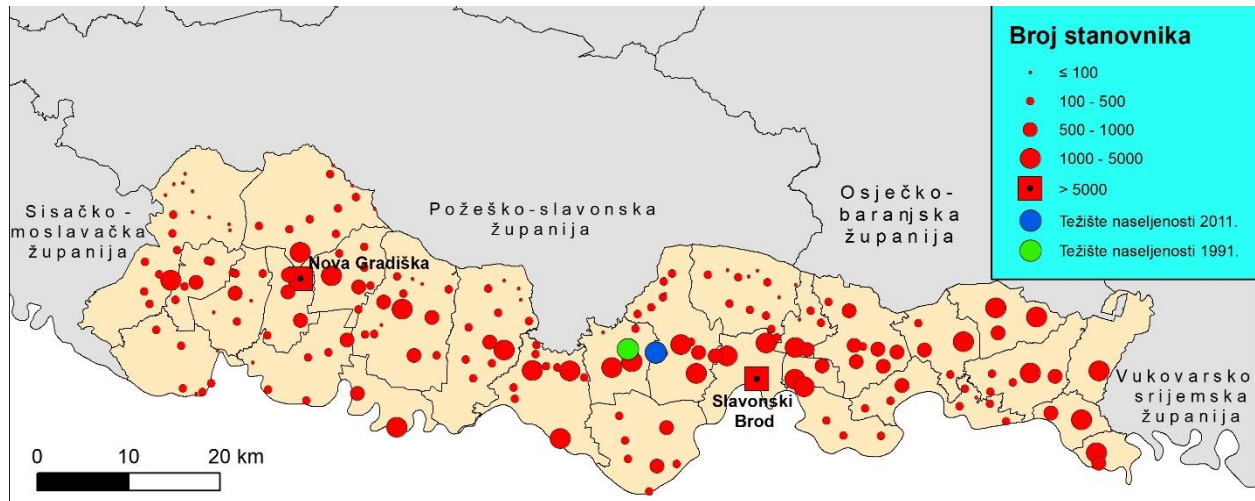 Broj stanovnika
≤ 100
100 - 500
500 - 1000
1000 - 5000
> 5000
Težište naseljenosti 2011.
Težište naseljenosti 1991.
Sisačko -
moslavačka
županija
Požeško-slavonska
županija
Osječko-
baranjska
županija
Nova Gradiška
Slavonski
Brod
Vukovarsko
srijemska
županija
0 10 20 km